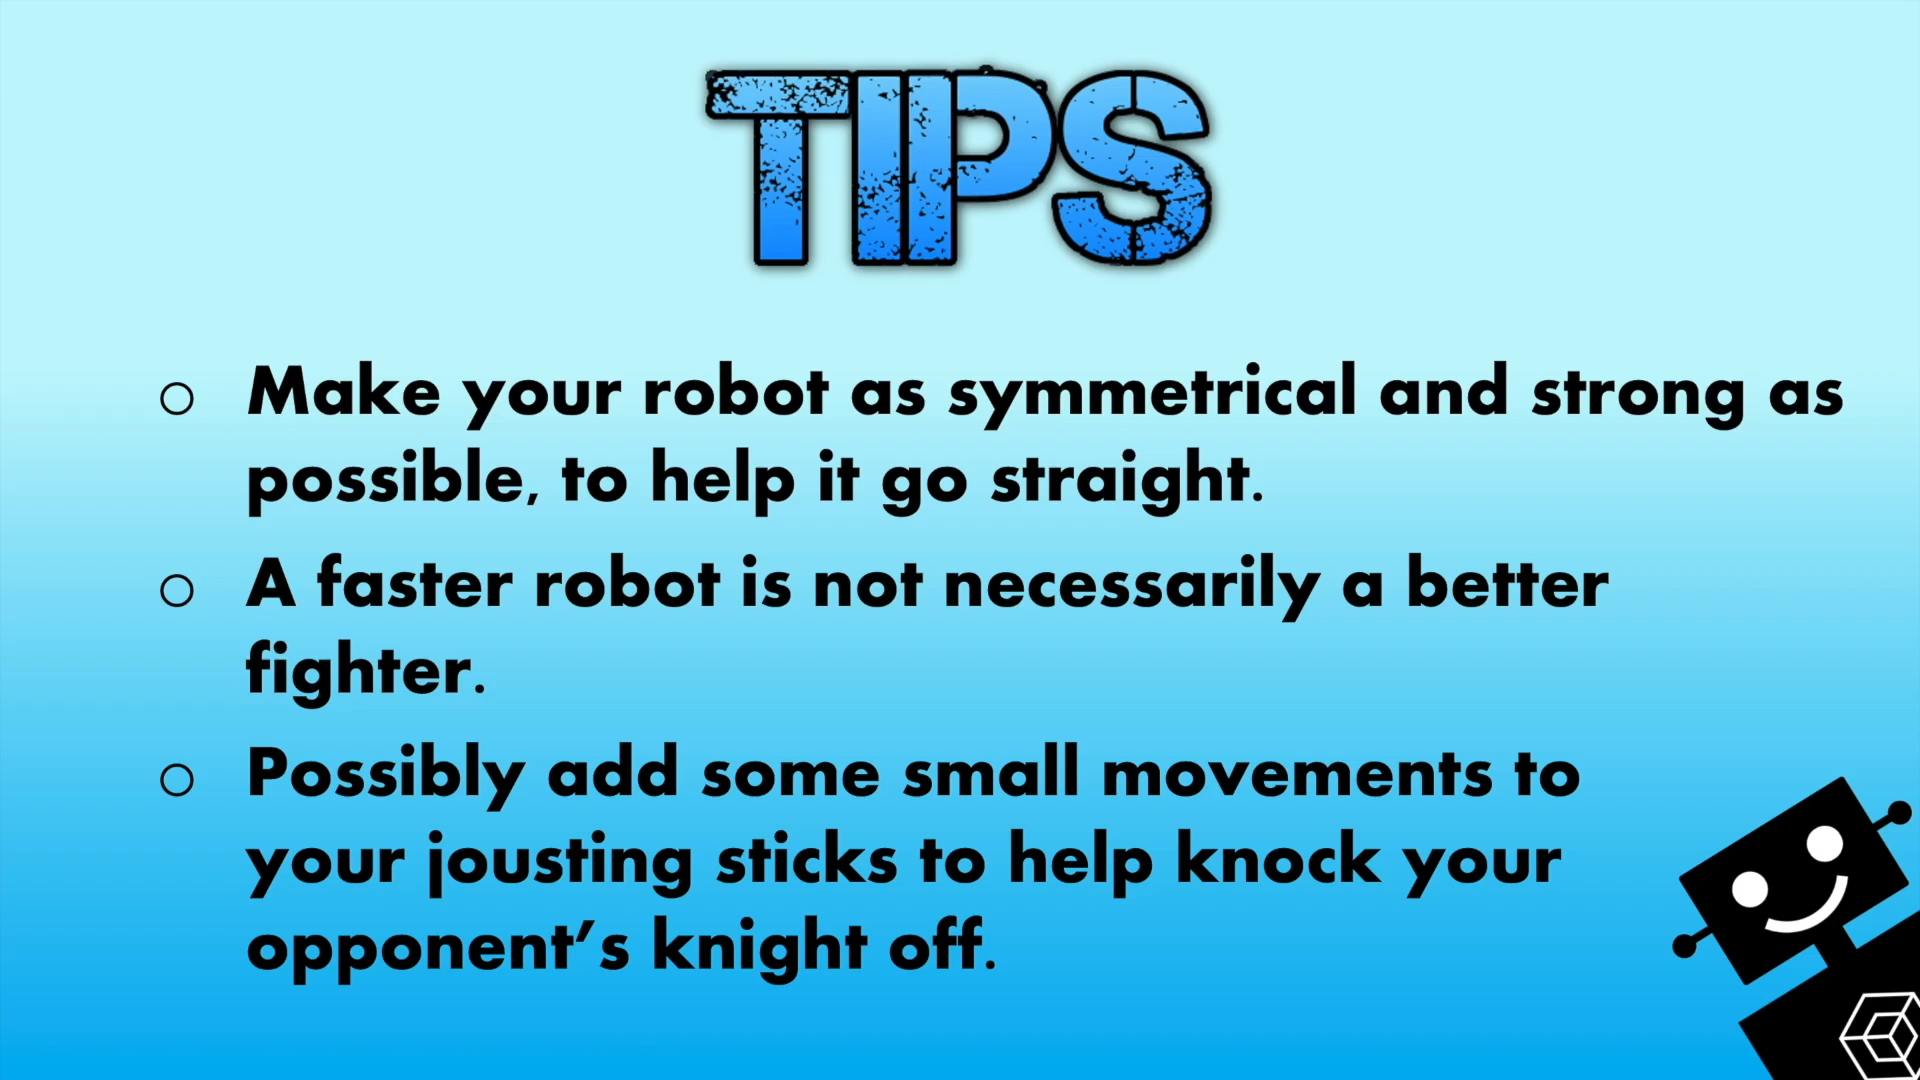 TIPS
○ Make your robot as symmetrical and strong as
possible, to help it go straight.
○ A faster robot is not necessarily a better
fighter.
○ Possibly add some small movements to
your jousting sticks to help knock your
opponent’s knight off.